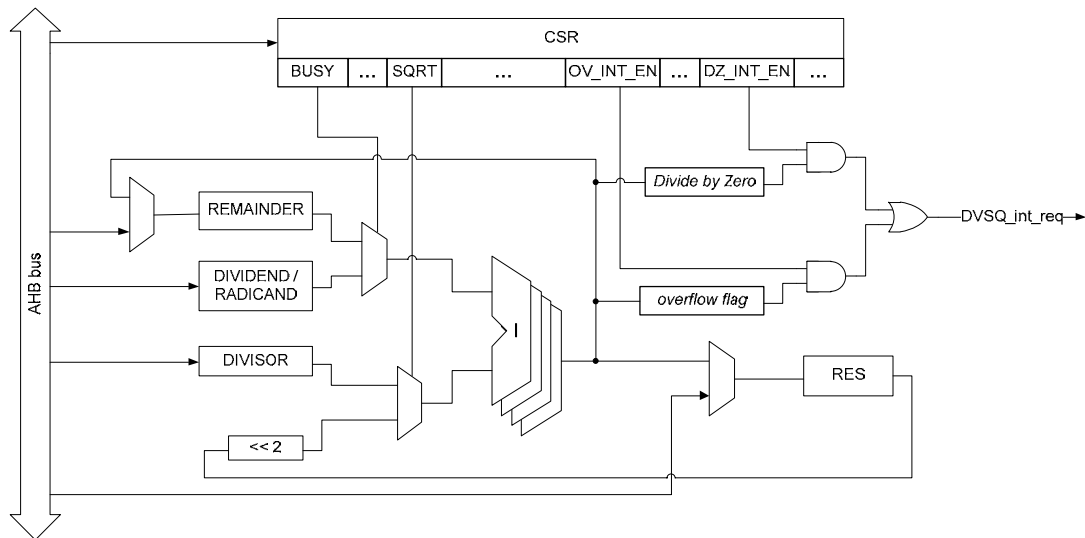 CSR
BUSY ... SQRT ... OV_INT_EN ... DZ_INT_EN ...
Divide by Zero
REMAINDER
DVSQ_int_req
AHB bus
DIVIDEND /
RADICAND
overflow flag
I
DIVISOR
RES
<< 2